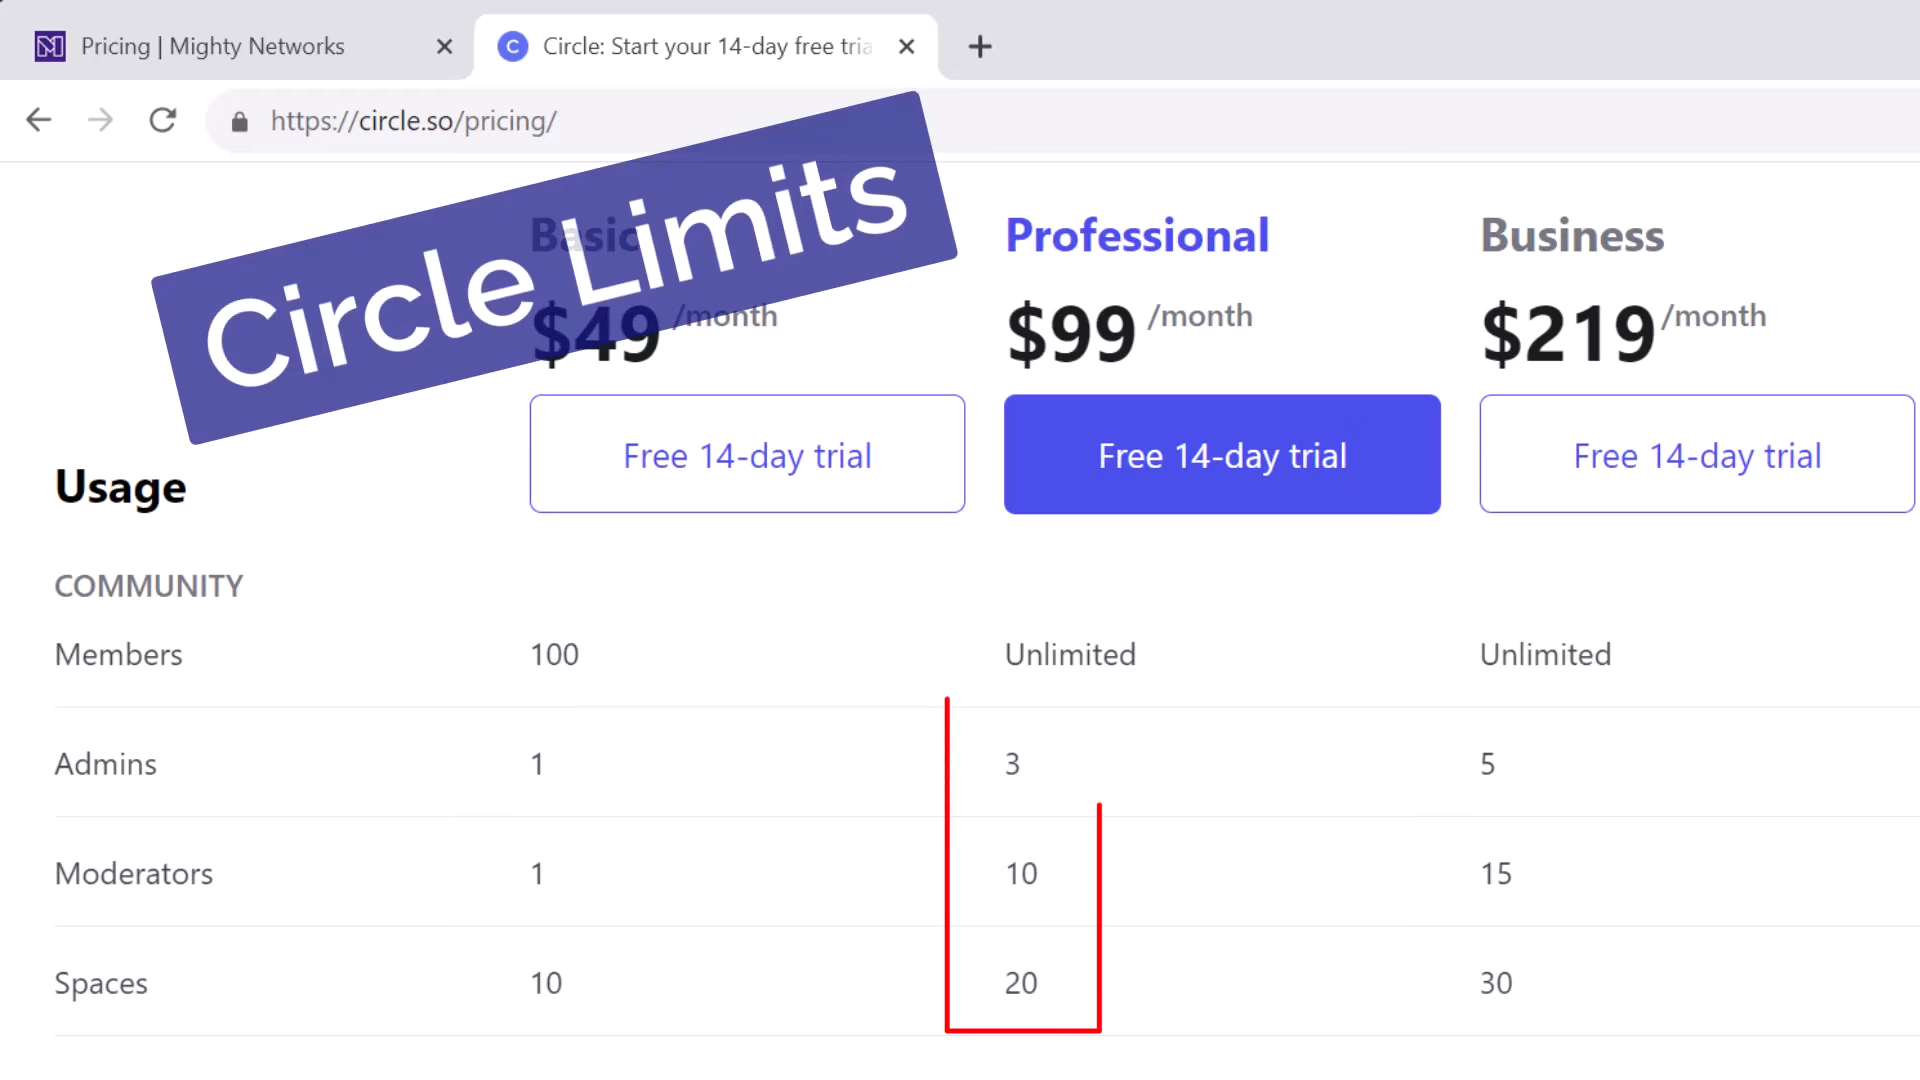 Pricing | Mighty Networks
Circle: Start your 14-day free tria
https://circle.so/pricing/
Circle Limits
Basic Professional Business
$49 /month $99 /month $219 /month
Usage Free 14-day trial Free 14-day trial Free 14-day trial
COMMUNITY
Members 100 Unlimited Unlimited
Admins 1 3 5
Moderators 1 10 15
Spaces 10 20 30